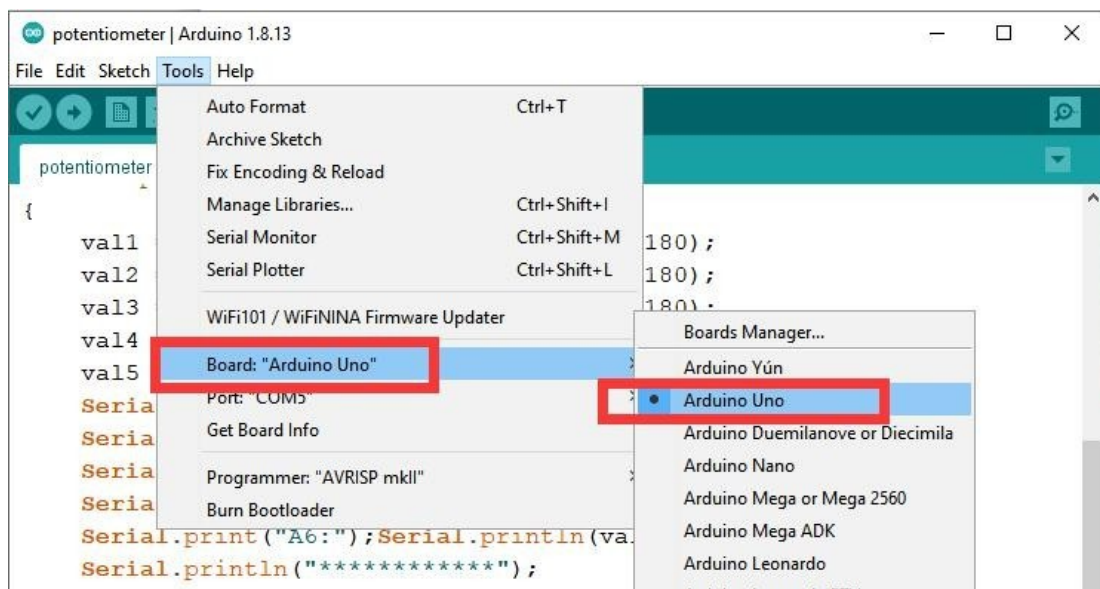 potentiometer | Arduino 1.8.13
File Edit Sketch Tools Help
potentiometer
Auto Format Ctrl+T
Archive Sketch
Fix Encoding & Reload
Manage Libraries... Ctrl+Shift+I
Serial Monitor Ctrl+Shift+M
Serial Plotter Ctrl+Shift+L
WiFi101 / WiFiNINA Firmware Updater
Board: "Arduino Uno"
Port: "COM5"
Get Board Info
Programmer: "AVRISP mkII"
Burn Bootloader
Boards Manager...
Arduino Yún
Arduino Uno
Arduino Duemilanove or Diecimila
Arduino Nano
Arduino Mega or Mega 2560
Arduino Mega ADK
Arduino Leonardo
{
val1 180);
val2 180);
val3 180);
val4
val5
Seria
Seria
Seria
Seria
Serial.print("A6:");Serial.println(va
Serial.println("************");